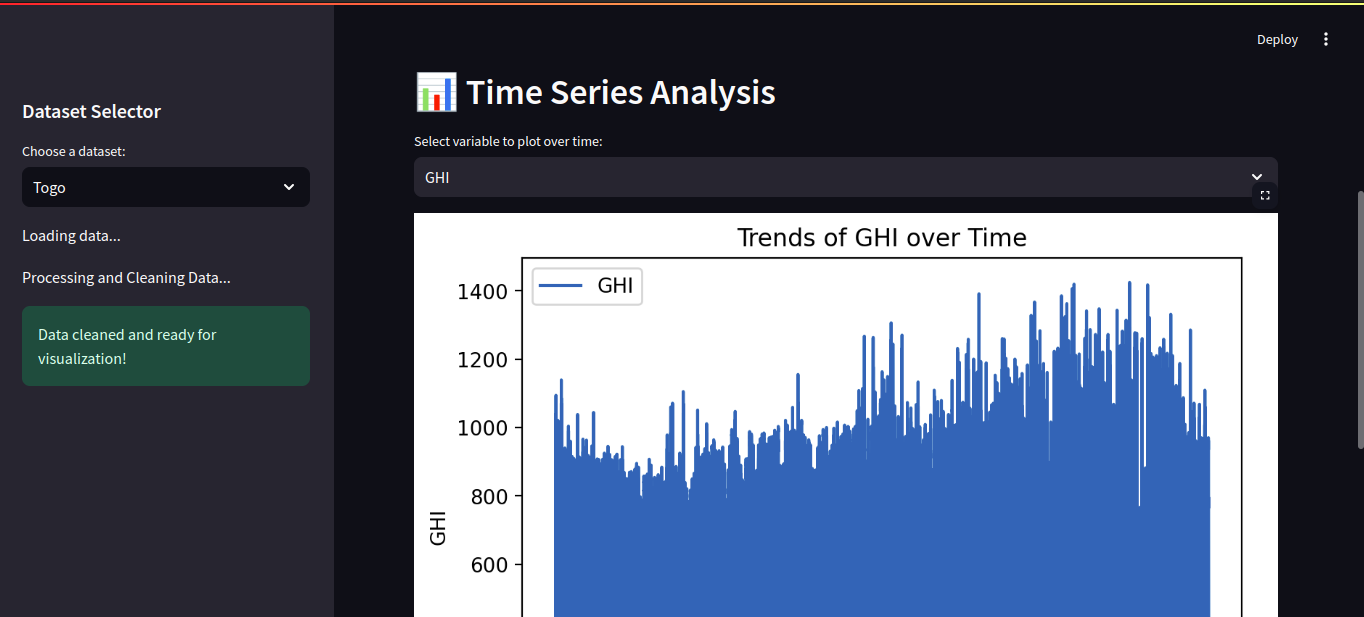 Deploy
Dataset Selector
Choose a dataset:
Togo
Loading data...
Processing and Cleaning Data...
Data cleaned and ready for
visualization!
Time Series Analysis
Select variable to plot over time:
GHI
Trends of GHI over Time
GHI
1400
1200
1000
800
600
GHI